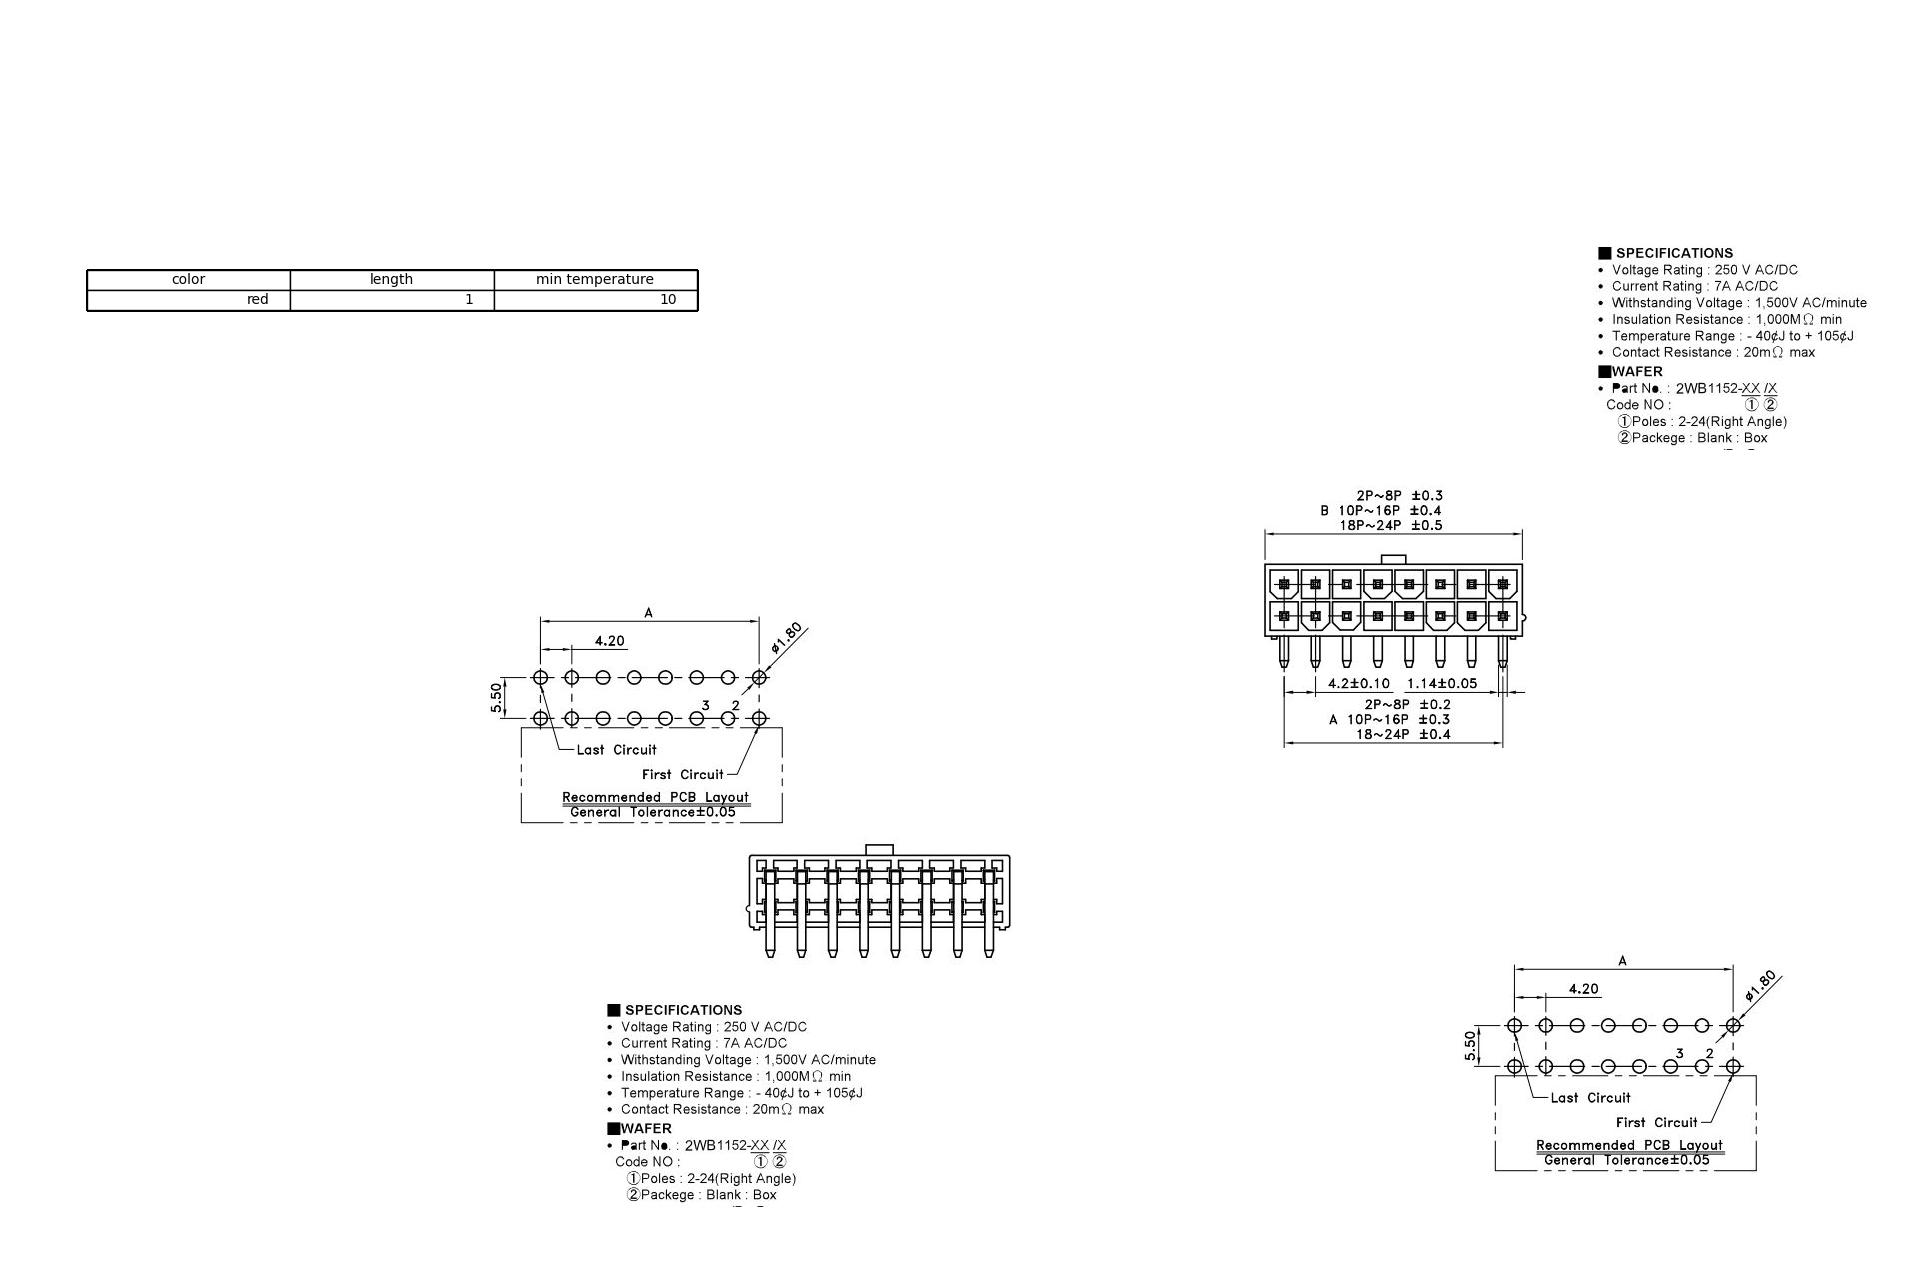 color length min temperature
red 1 10
■ SPECIFICATIONS
• Voltage Rating : 250 V AC/DC
• Current Rating : 7A AC/DC
• Withstanding Voltage : 1,500V AC/minute
• Insulation Resistance : 1,000MΩ min
• Temperature Range : - 40¢J to + 105¢J
• Contact Resistance : 20mΩ max
■WAFER
• Part No. : 2WB1152-XX /X
Code NO : ① ②
①Poles : 2-24(Right Angle)
②Packege : Blank : Box
2P~8P ±0.3
B 10P~16P ±0.4
18P~24P ±0.5
4.2±0.10 1.14±0.05
2P~8P ±0.2
A 10P~16P ±0.3
18~24P ±0.4
A
4.20
ø1.80
5.50
3 2
Last Circuit
First Circuit
Recommended PCB Layout
General Tolerance±0.05
■ SPECIFICATIONS
• Voltage Rating : 250 V AC/DC
• Current Rating : 7A AC/DC
• Withstanding Voltage : 1,500V AC/minute
• Insulation Resistance : 1,000MΩ min
• Temperature Range : - 40¢J to + 105¢J
• Contact Resistance : 20mΩ max
■WAFER
• Part No. : 2WB1152-XX /X
Code NO : ① ②
①Poles : 2-24(Right Angle)
②Packege : Blank : Box
A
4.20
ø1.80
5.50
3 2
Last Circuit
First Circuit
Recommended PCB Layout
General Tolerance±0.05